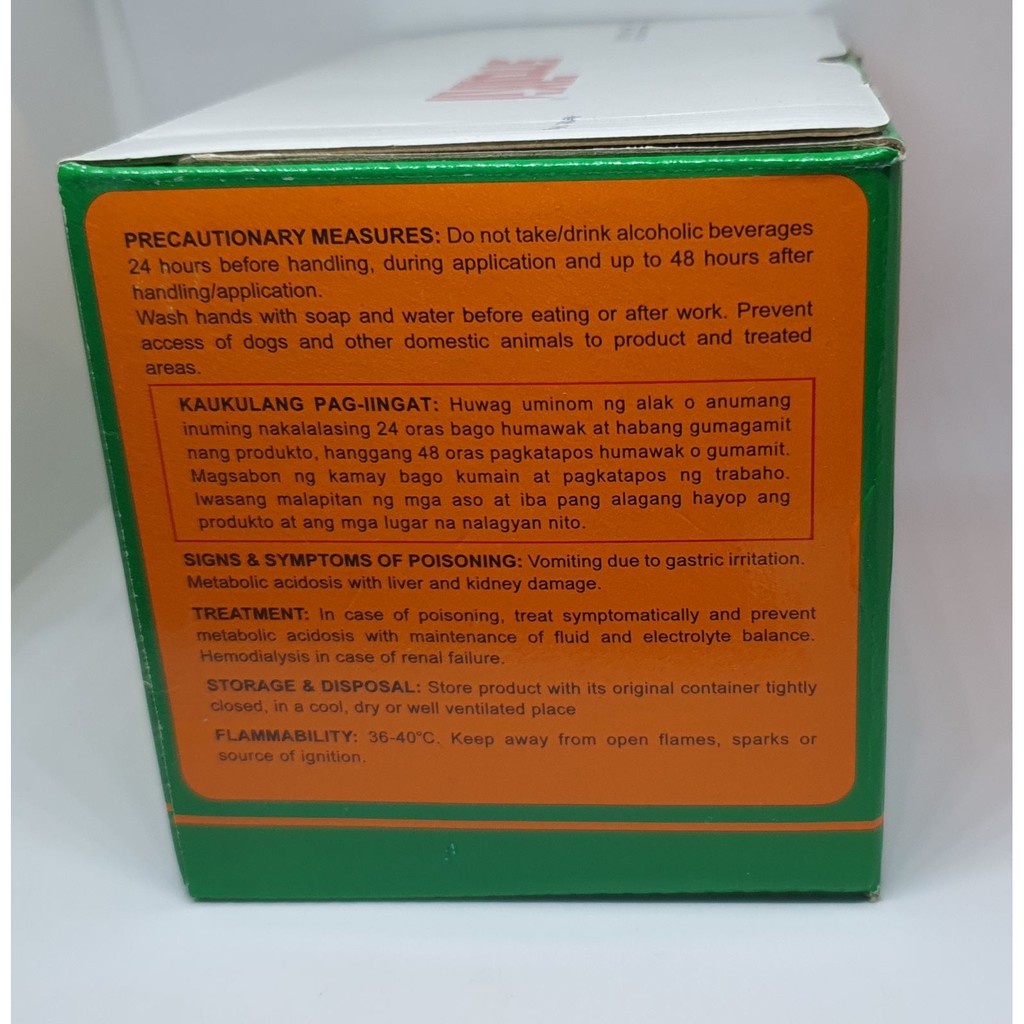 PRECAUTIONARY MEASURES: Do not take/drink alcoholic beverages
24 hours before handling, during application and up to 48 hours after
handling/application.
Wash hands with soap and water before eating or after work. Prevent
access of dogs and other domestic animals to product and treated
areas.
KAUKULANG PAG-IINGAT: Huwag uminom ng alak o anumang
inuming nakalalasing 24 oras bago humawak at habang gumagamit
nang produkto, hanggang 48 oras pagkatapos humawak o gumamit.
Magsabon ng kamay bago kumain at pagkatapos ng trabaho.
Iwasang malapitan ng mga aso at iba pang alagang hayop ang
produkto at ang mga lugar na nalagyan nito.
SIGNS & SYMPTOMS OF POISONING: Vomiting due to gastric irritation.
Metabolic acidosis with liver and kidney damage.
TREATMENT: In case of poisoning, treat symptomatically and prevent
metabolic acidosis with maintenance of fluid and electrolyte balance.
Hemodialysis in case of renal failure.
STORAGE & DISPOSAL: Store product with its original container tightly
closed, in a cool, dry or well ventilated place
FLAMMABILITY: 36-40°C. Keep away from open flames, sparks or
source of ignition.